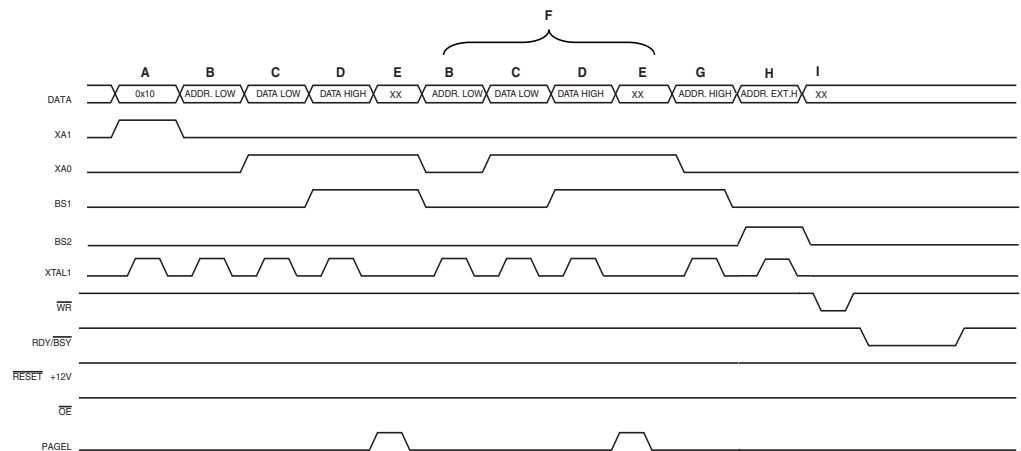 F
A B C D E B C D E G H I
DATA 0x10 ADDR. LOW DATA LOW DATA HIGH XX ADDR. LOW DATA LOW DATA HIGH XX ADDR. HIGH ADDR. EXT.H XX
XA1
XA0
BS1
BS2
XTAL1
WR
RDY/BSY
RESET +12V
OE
PAGEL